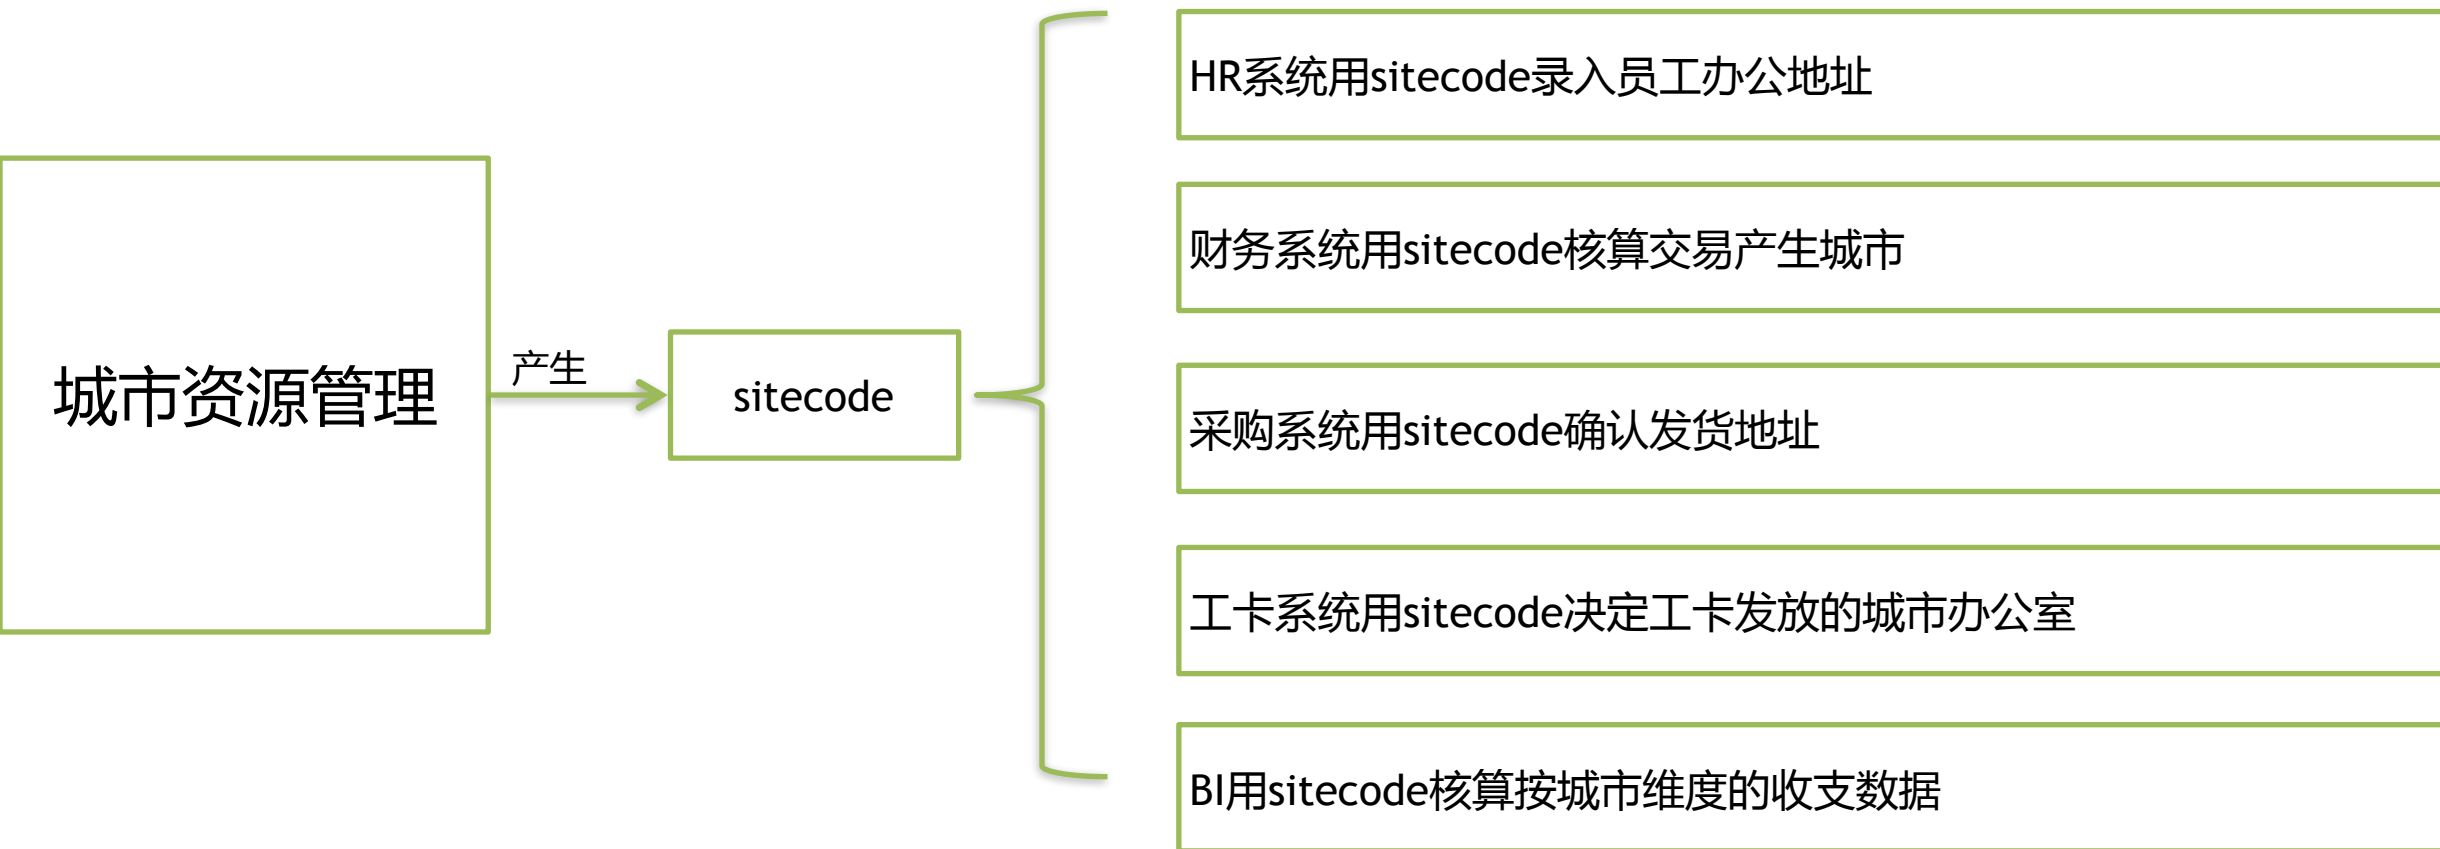 HR系统用sitecode录入员工办公地址
财务系统用sitecode核算交易产生城市
城市资源管理
产生
sitecode
采购系统用sitecode确认发货地址
工卡系统用sitecode决定工卡发放的城市办公室
BI用sitecode核算按城市维度的收支数据